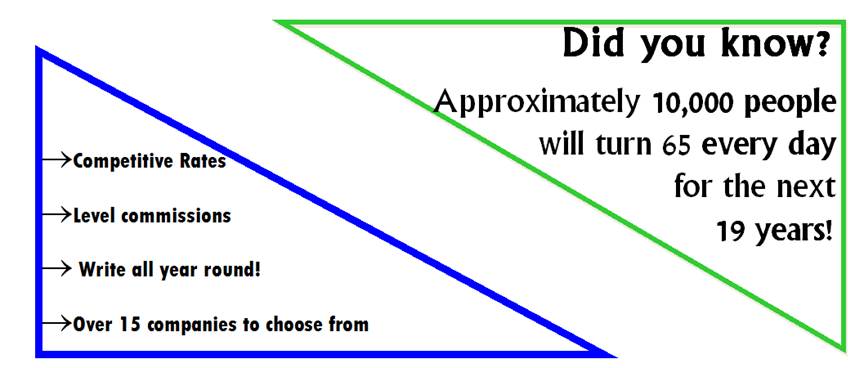 Did you know?
Approximately 10,000 people
will turn 65 every day
for the next
19 years!
Competitive Rates
Level commissions
Write all year round!
Over 15 companies to choose from